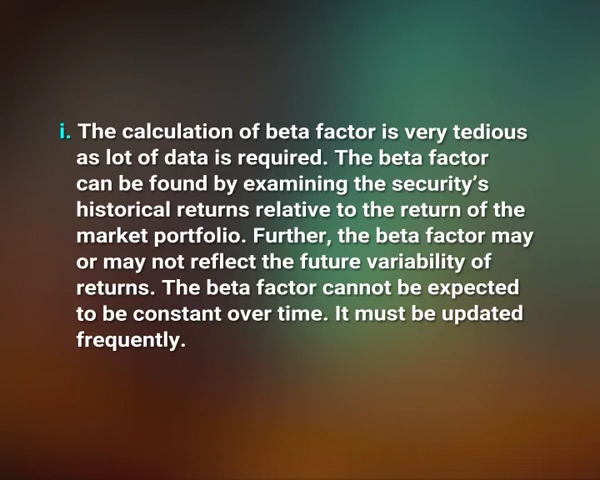 i. The calculation of beta factor is very tedious
as lot of data is required. The beta factor
can be found by examining the security's
historical returns relative to the return of the
market portfolio. Further, the beta factor may
or may not reflect the future variability of
returns. The beta factor cannot be expected
to be constant over time. It must be updated
frequently.